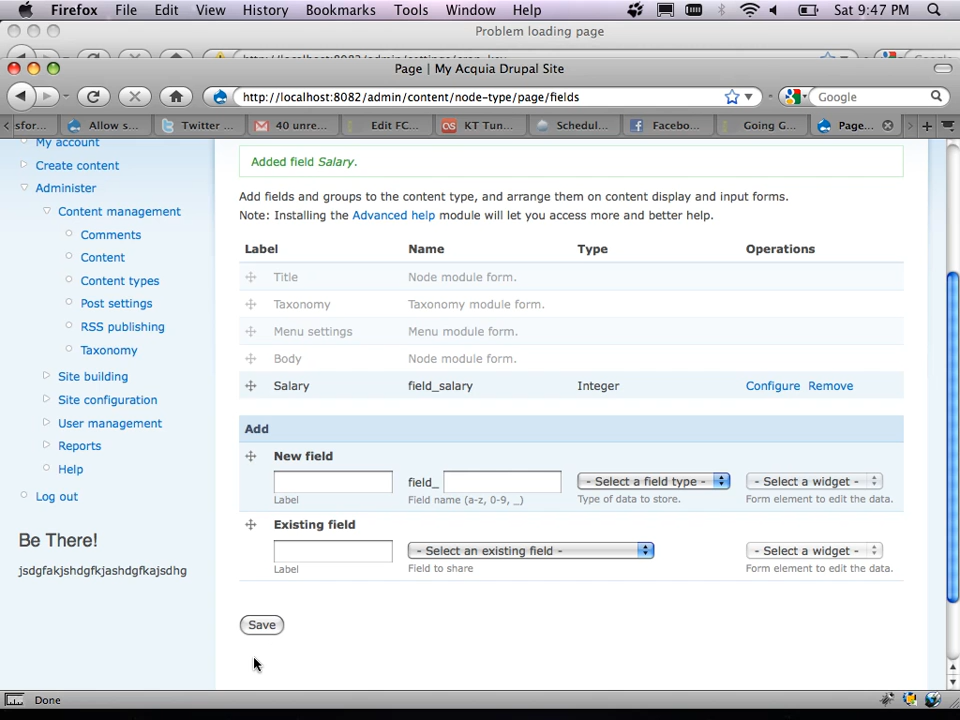 Firefox File Edit View History Bookmarks Tools Window Help Sat 9:47 PM
Problem loading page
Page | My Acquia Drupal Site
http://localhost:8082/admin/content/node-type/page/fields Google
sfor... Allow s... Twitter ... 40 unre... Edit FC... KT Tun... Schedul... Facebo... Going G... Page...
My account
Create content
Administer
Content management
Comments
Content
Content types
Post settings
RSS publishing
Taxonomy
Site building
Site configuration
User management
Reports
Help
Log out
Be There!
jsdgfakjshdgfkjashdgfkajsdhg
Added field Salary.
Add fields and groups to the content type, and arrange them on content display and input forms.
Note: Installing the Advanced help module will let you access more and better help.
Label Name Type Operations
Title Node module form.
Taxonomy Taxonomy module form.
Menu settings Menu module form.
Body Node module form.
Salary field_salary Integer Configure Remove
Add
New field
field_ - Select a field type - - Select a widget -
Label Field name (a-z, 0-9, _) Type of data to store. Form element to edit the data.
Existing field
- Select an existing field - - Select a widget -
Label Field to share Form element to edit the data.
Save
Done